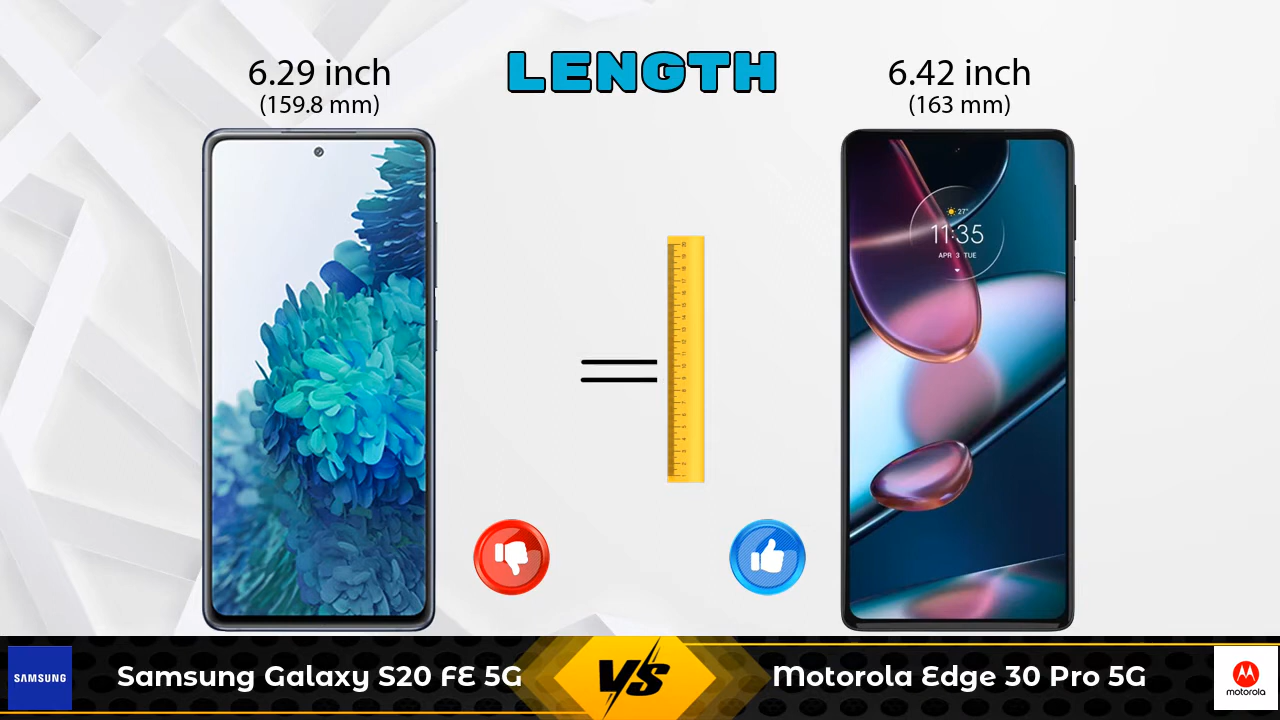 LENGTH
6.29 inch
(159.8 mm)
6.42 inch
(163 mm)
27°
11:35
APR 3 TUE
SAMSUNG
Samsung Galaxy S20 FE 5G
VS
Motorola Edge 30 Pro 5G
motorola